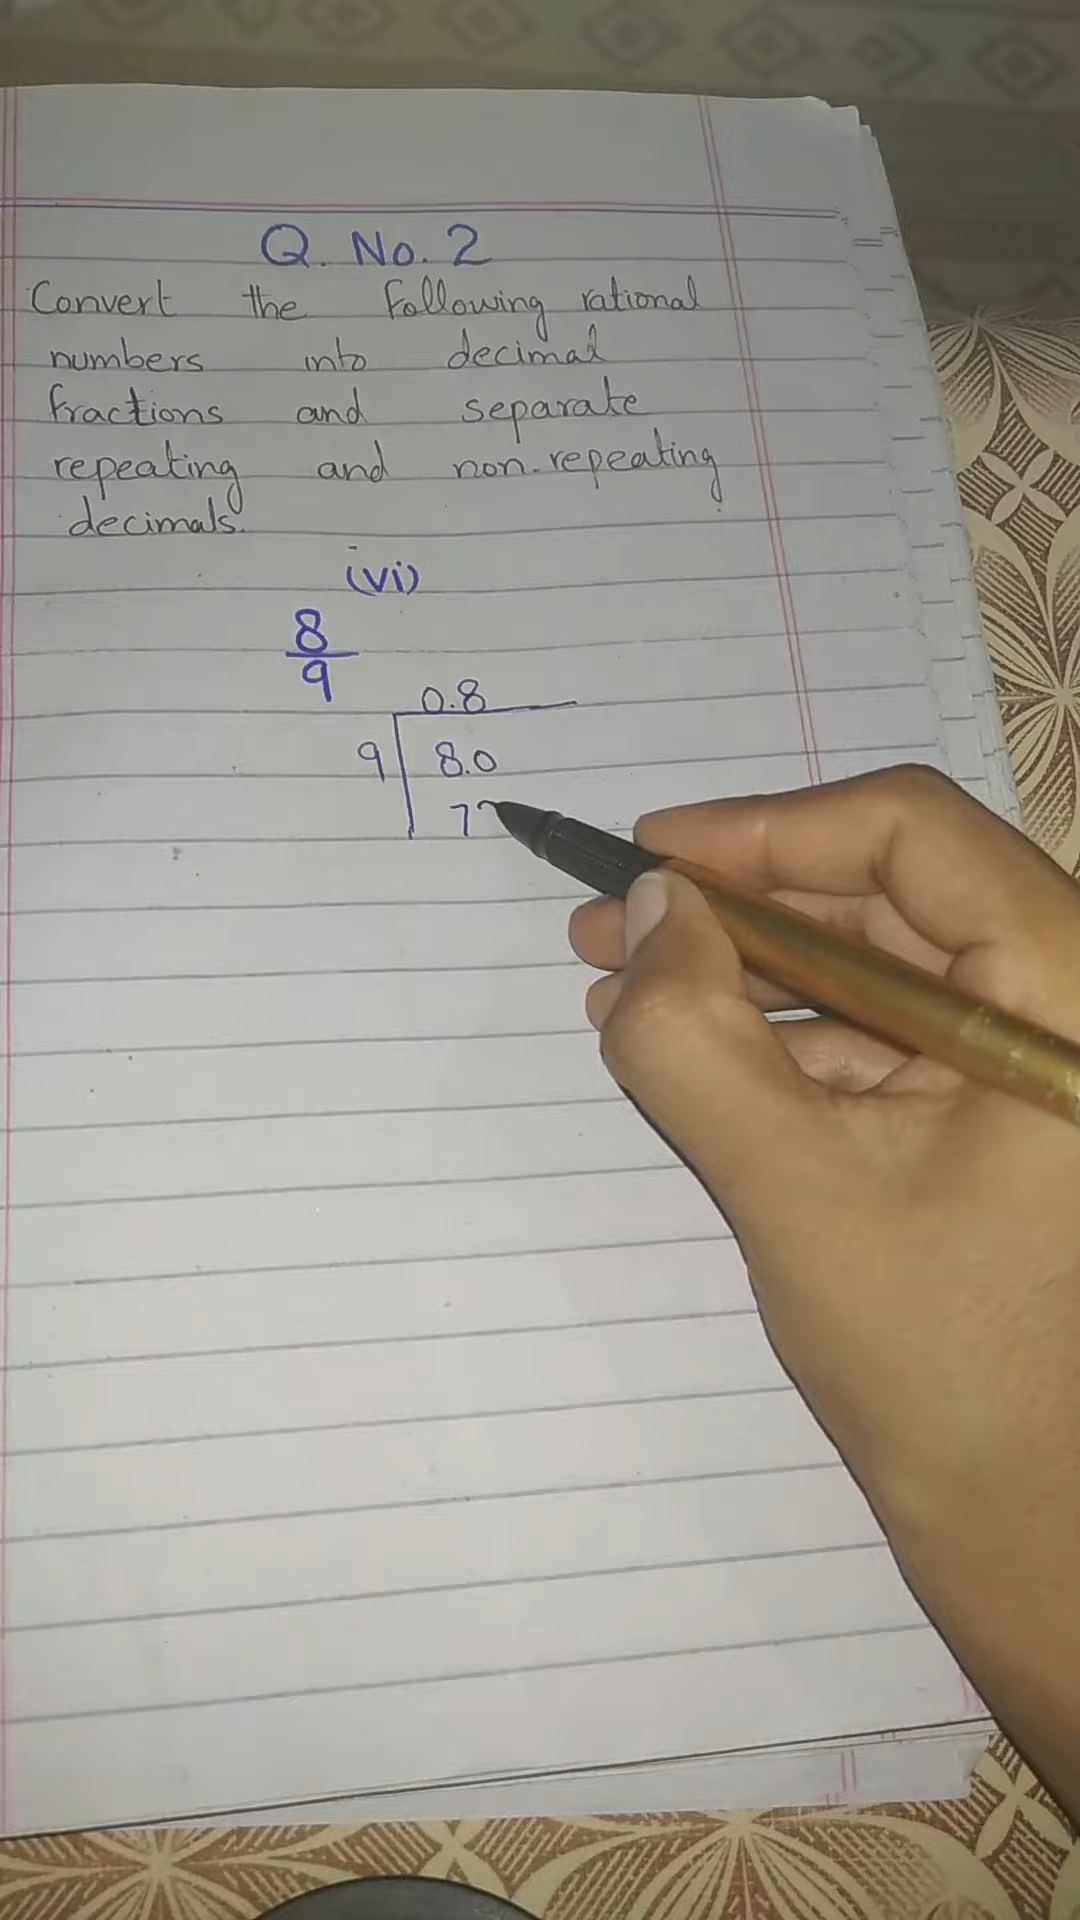 Q. No. 2
Convert the following rational
numbers into decimal
fractions and separate
repeating and non-repeating
decimals.
(vi)
8
9
0.8
9 8.0
7